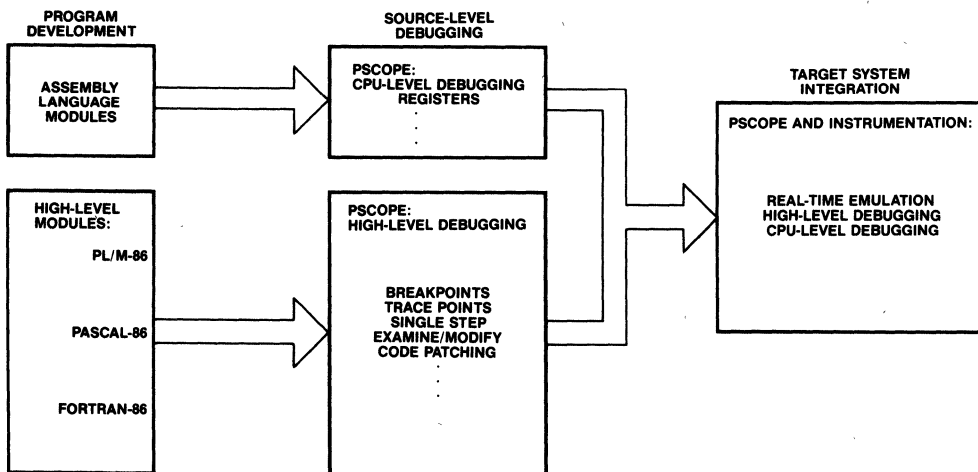 PROGRAM
DEVELOPMENT
ASSEMBLY
LANGUAGE
MODULES
HIGH-LEVEL
MODULES:
PL/M-86
PASCAL-86
FORTRAN-86
SOURCE-LEVEL
DEBUGGING
PSCOPE:
CPU-LEVEL DEBUGGING
REGISTERS
.
.
.
PSCOPE:
HIGH-LEVEL DEBUGGING
BREAKPOINTS
TRACE POINTS
SINGLE STEP
EXAMINE/MODIFY
CODE PATCHING
.
.
.
TARGET SYSTEM
INTEGRATION
PSCOPE AND INSTRUMENTATION:
REAL-TIME EMULATION
HIGH-LEVEL DEBUGGING
CPU-LEVEL DEBUGGING